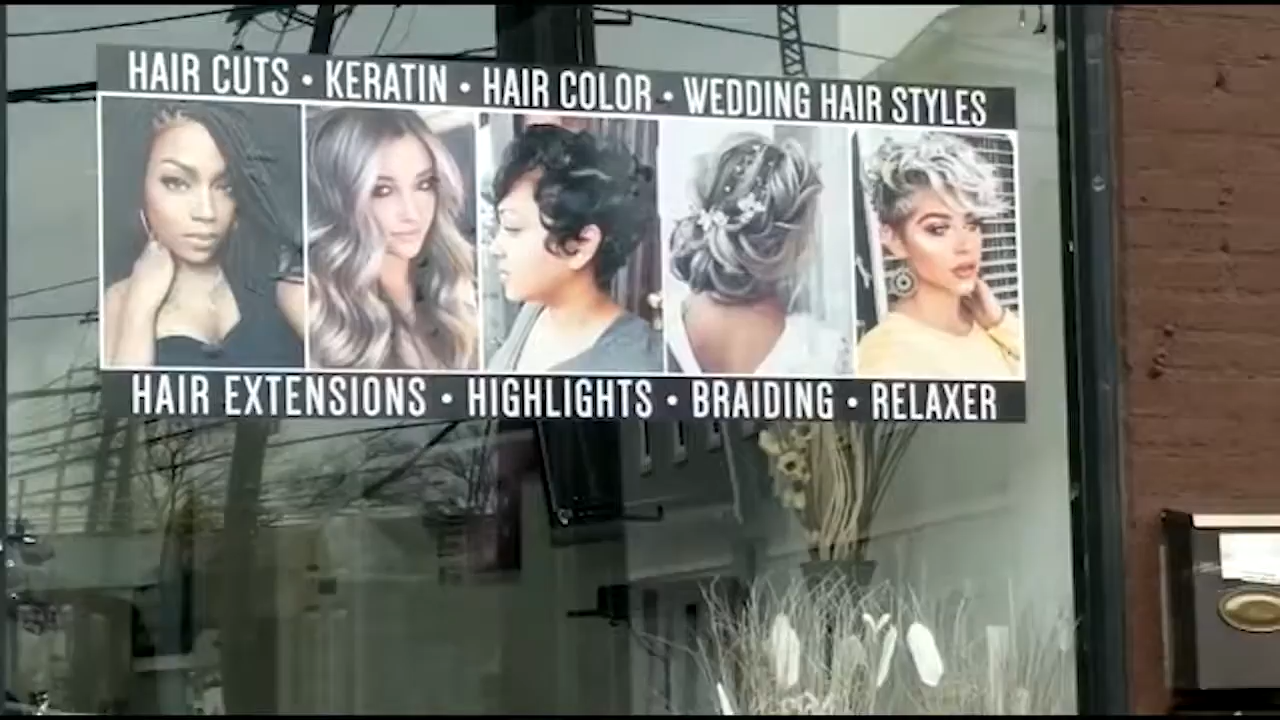 HAIR CUTS • KERATIN • HAIR COLOR • WEDDING HAIR STYLES
HAIR EXTENSIONS • HIGHLIGHTS • BRAIDING • RELAXER